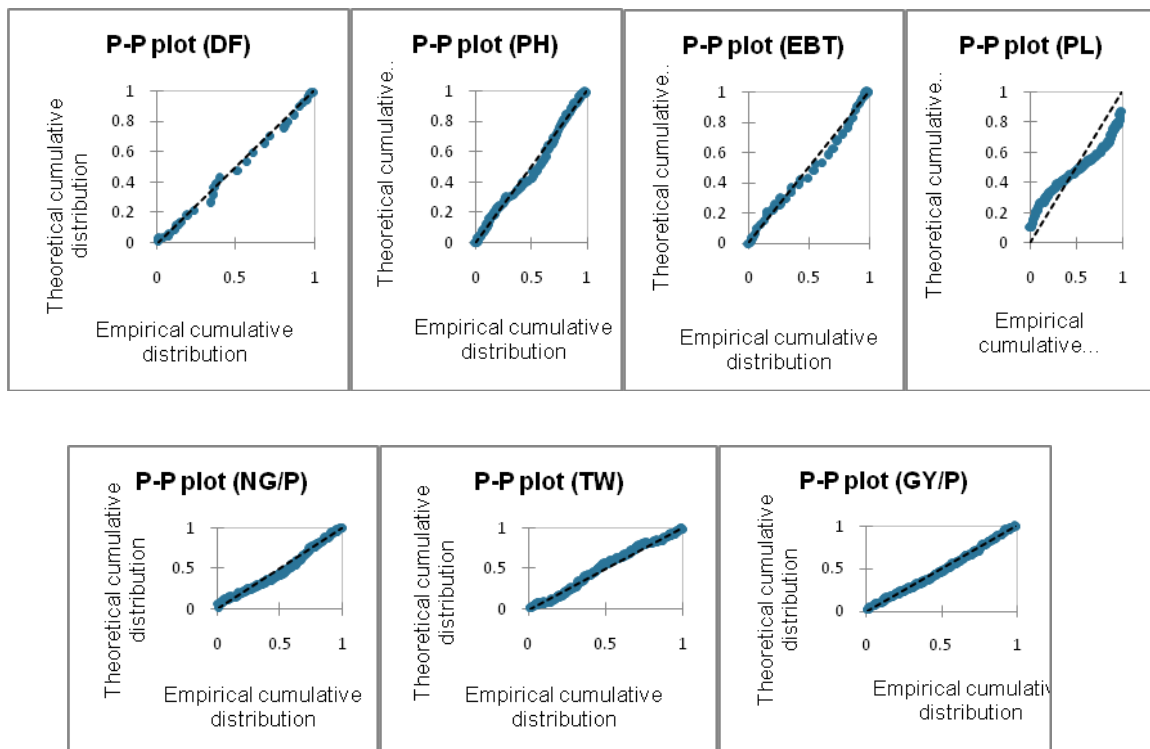 P-P plot (DF)
Theoretical cumulative
distribution
1
0.8
0.6
0.4
0.2
0
0 0.5 1
Empirical cumulative
distribution
P-P plot (PH)
Theoretical cumulative..
1
0.8
0.6
0.4
0.2
0
0 0.5 1
Empirical cumulative
distribution
P-P plot (EBT)
Theoretical cumulative..
1
0.8
0.6
0.4
0.2
0
0 0.5 1
Empirical cumulative
distribution
P-P plot (PL)
Theoretical cumulative..
1
0.8
0.6
0.4
0.2
0
0 0.5 1
Empirical
cumulative...
P-P plot (NG/P)
Theoretical cumulative
distribution
1
0.5
0
0 0.5 1
Empirical cumulative
distribution
P-P plot (TW)
Theoretical cumulative
distribution
1
0.5
0
0 0.5 1
Empirical cumulative
distribution
P-P plot (GY/P)
Theoretical cumulative
distribution
1
0.5
0
0 0.5 1
Empirical cumulativ
distribution